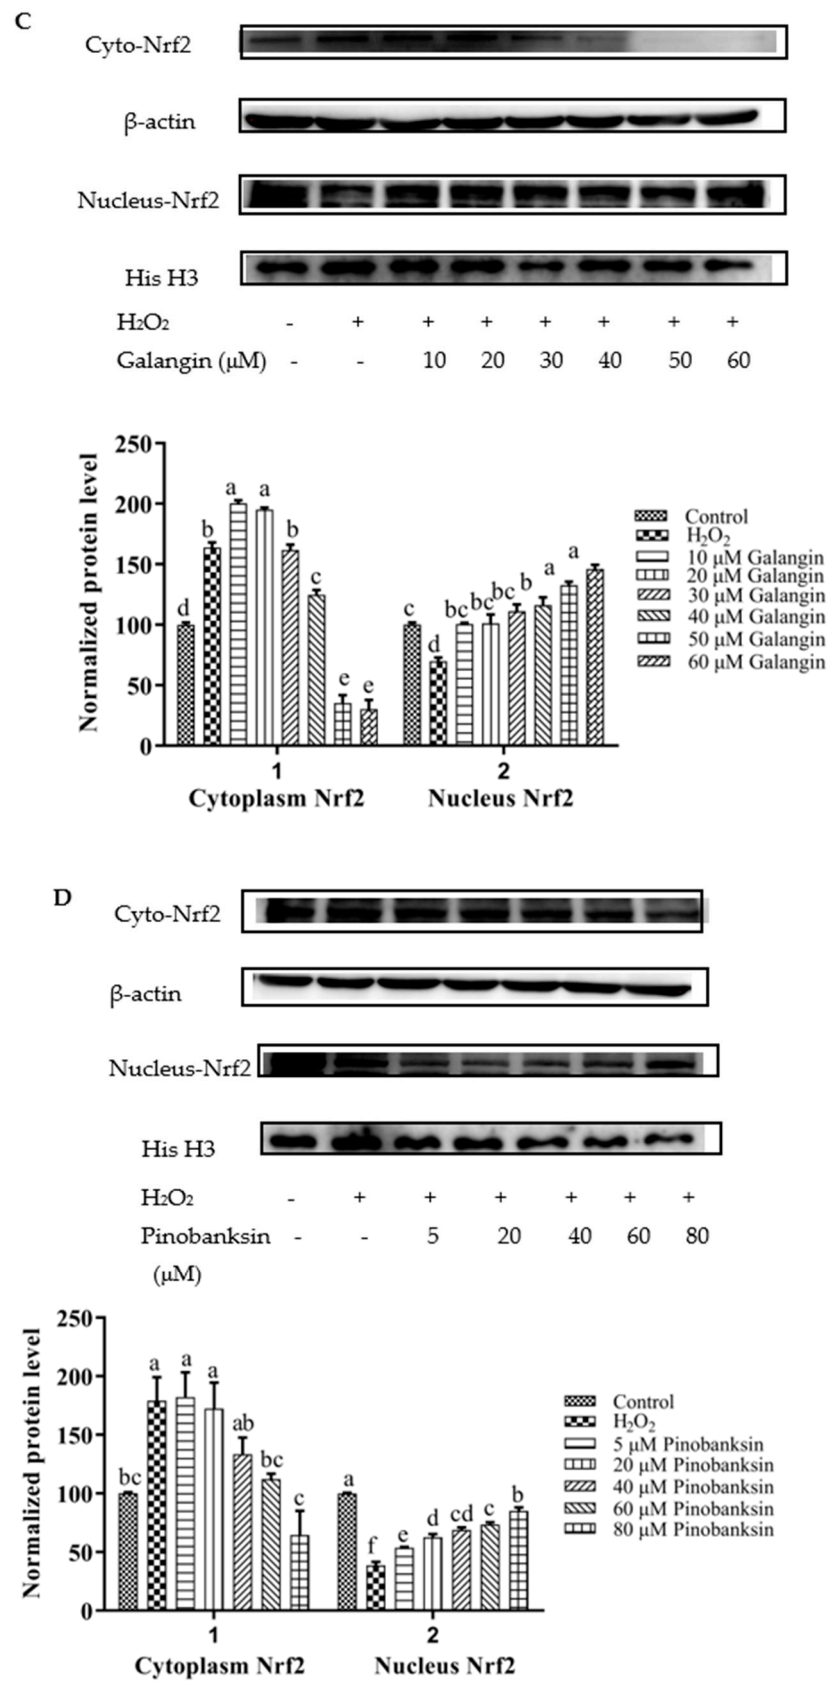 C
Cyto-Nrf2
β-actin
Nucleus-Nrf2
His H3
H2O2 - + + + + + + +
Galangin (μM) - - 10 20 30 40 50 60
Normalized protein level
250
200
150
100
50
0
d b a a b c e e
c d bc bc bc b a a
1 2
Cytoplasm Nrf2 Nucleus Nrf2
Control
H2O2
10 μM Galangin
20 μM Galangin
30 μM Galangin
40 μM Galangin
50 μM Galangin
60 μM Galangin
D
Cyto-Nrf2
β-actin
Nucleus-Nrf2
His H3
H2O2 - + + + + + +
Pinobanksin - - 5 20 40 60 80
(μM)
Normalized protein level
250
200
150
100
50
0
bc a a a ab bc c
a f e d cd c b
1 2
Cytoplasm Nrf2 Nucleus Nrf2
Control
H2O2
5 μM Pinobanksin
20 μM Pinobanksin
40 μM Pinobanksin
60 μM Pinobanksin
80 μM Pinobanksin